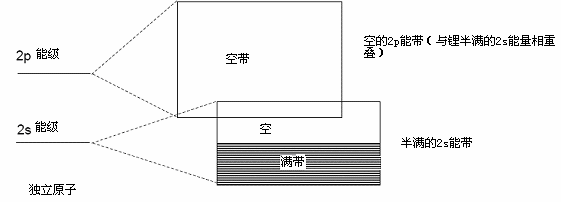 2p 能级
空带
空的2p能带（与锂半满的2s能量相重
叠）
2s 能级
空
满带
半满的2s能带
独立原子